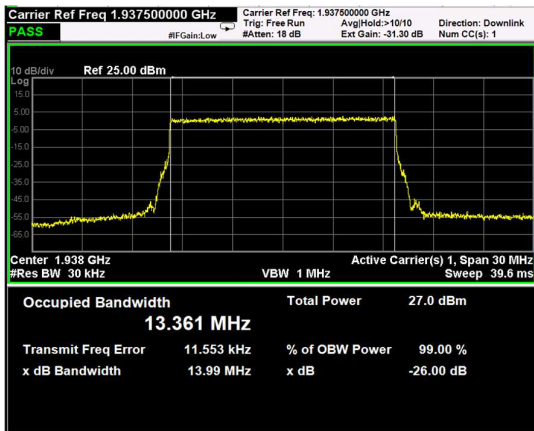 Carrier Ref Freq 1.937500000 GHz
Carrier Ref Freq: 1.937500000 GHz
PASS
#IFGain:Low
Trig: Free Run
Avg|Hold:>10/10
Direction: Downlink
#Atten: 18 dB
Ext Gain: -31.30 dB
Num CC(s): 1
10 dB/div
Ref 25.00 dBm
Log
15.0
5.00
-5.00
-15.0
-25.0
-35.0
-45.0
-55.0
-65.0
Center 1.938 GHz
Active Carrier(s) 1, Span 30 MHz
#Res BW 30 kHz
VBW 1 MHz
Sweep 39.6 ms
Occupied Bandwidth
Total Power 27.0 dBm
13.361 MHz
Transmit Freq Error 11.553 kHz
% of OBW Power 99.00 %
x dB Bandwidth 13.99 MHz
x dB -26.00 dB